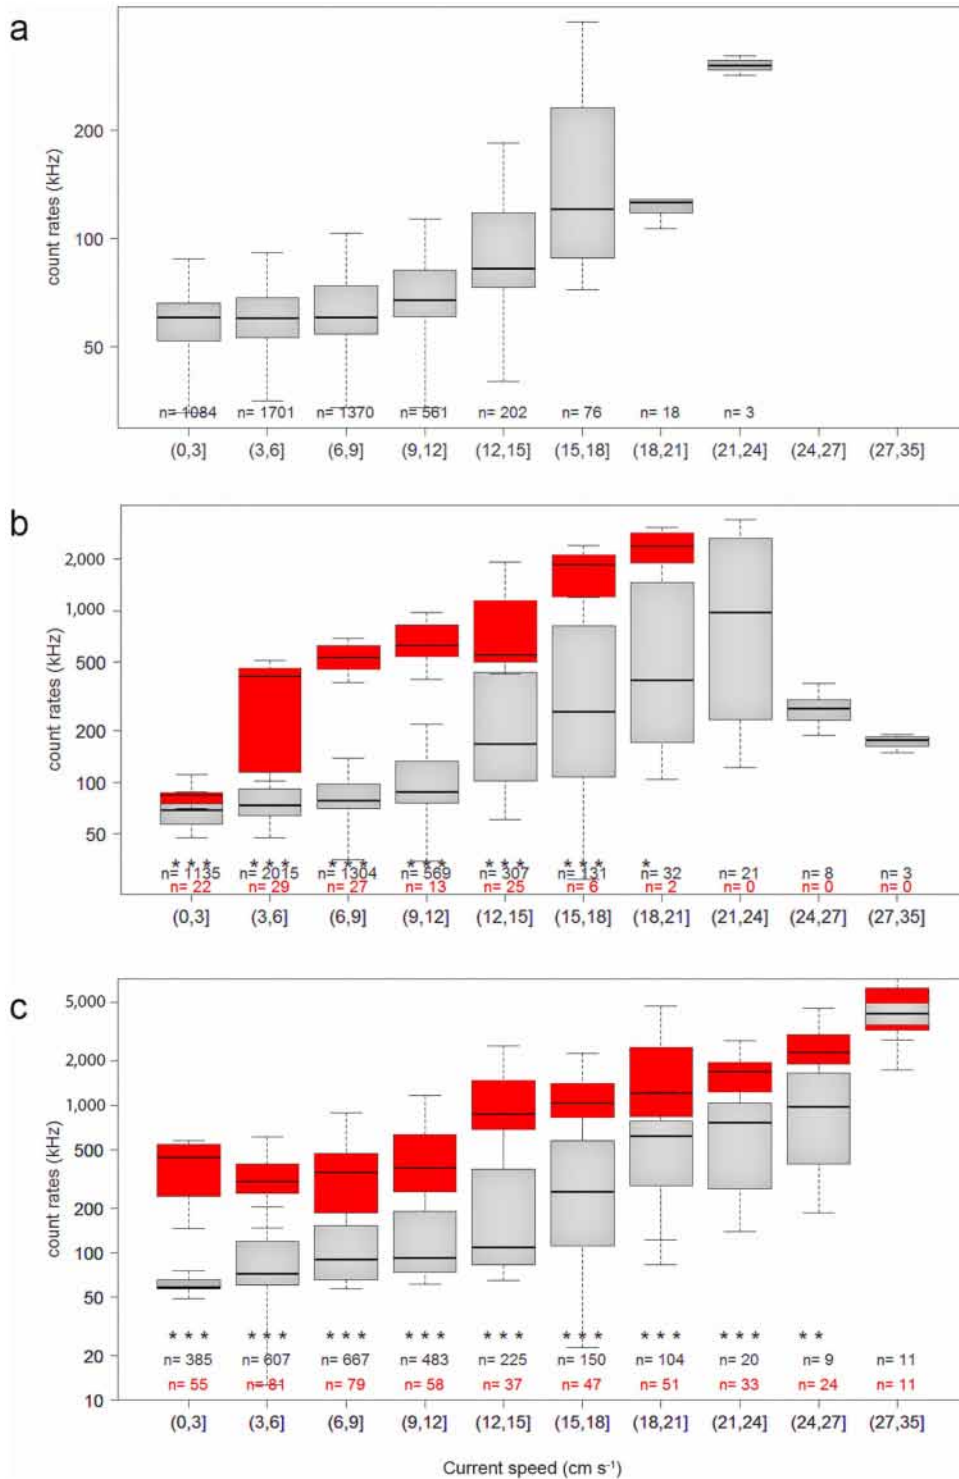 a
count rates (kHz)
200
100
50
n= 1084 n= 1701 n= 1370 n= 561 n= 202 n= 76 n= 18 n= 3
(0,3] (3,6] (6,9] (9,12] (12,15] (15,18] (18,21] (21,24] (24,27] (27,35]
b
count rates (kHz)
2,000
1,000
500
200
100
50
* * * * * * * * * * * * * * * * * * *
n= 1135 n= 2015 n= 1304 n= 569 n= 307 n= 131 n= 32 n= 21 n= 8 n= 3
n= 22 n= 29 n= 27 n= 13 n= 25 n= 6 n= 2 n= 0 n= 0 n= 0
(0,3] (3,6] (6,9] (9,12] (12,15] (15,18] (18,21] (21,24] (24,27] (27,35]
c
count rates (kHz)
5,000
2,000
1,000
500
200
100
50
20
10
* * * * * * * * * * * * * * * * * * * * * * * * * *
n= 385 n= 607 n= 667 n= 483 n= 225 n= 150 n= 104 n= 20 n= 9 n= 11
n= 55 n= 81 n= 79 n= 58 n= 37 n= 47 n= 51 n= 33 n= 24 n= 11
(0,3] (3,6] (6,9] (9,12] (12,15] (15,18] (18,21] (21,24] (24,27] (27,35]
Current speed (cm s⁻¹)